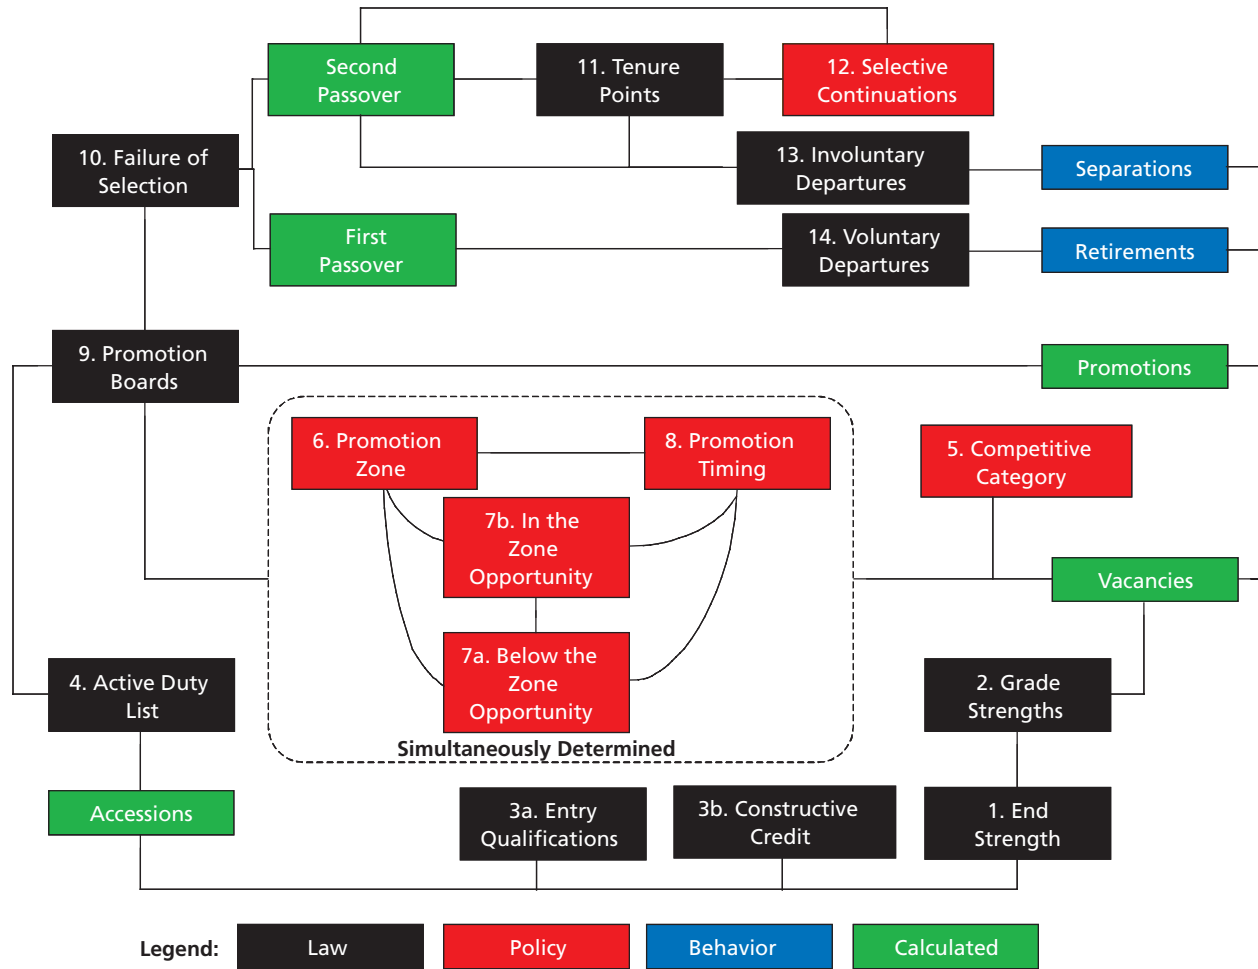 Second
Passover
11. Tenure
Points
12. Selective
Continuations
10. Failure of
Selection
13. Involuntary
Departures
Separations
First
Passover
14. Voluntary
Departures
Retirements
9. Promotion
Boards
Promotions
6. Promotion
Zone
8. Promotion
Timing
5. Competitive
Category
7b. In the
Zone
Opportunity
Vacancies
7a. Below the
Zone
Opportunity
4. Active Duty
List
2. Grade
Strengths
Simultaneously Determined
Accessions
3a. Entry
Qualifications
3b. Constructive
Credit
1. End
Strength
Legend:
Law
Policy
Behavior
Calculated